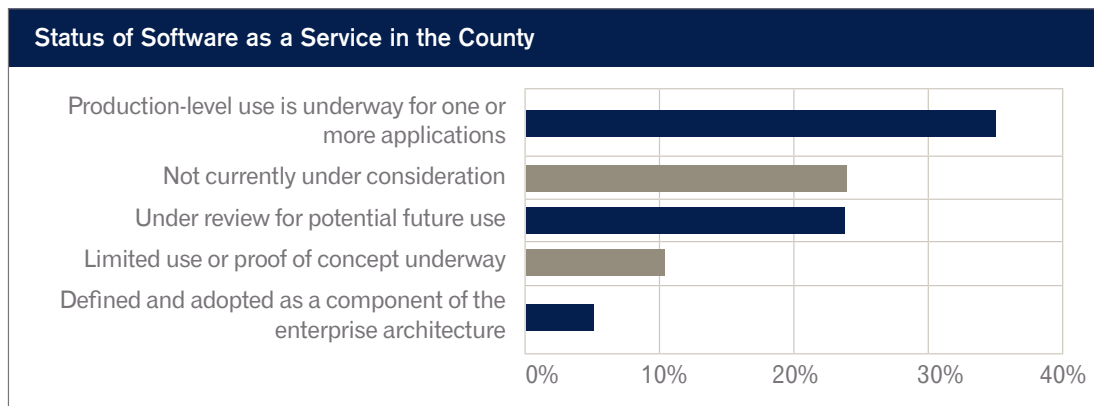 Status of Software as a Service in the County
Production-level use is underway for one or
more applications
Not currently under consideration
Under review for potential future use
Limited use or proof of concept underway
Defined and adopted as a component of the
enterprise architecture
0% 10% 20% 30% 40%